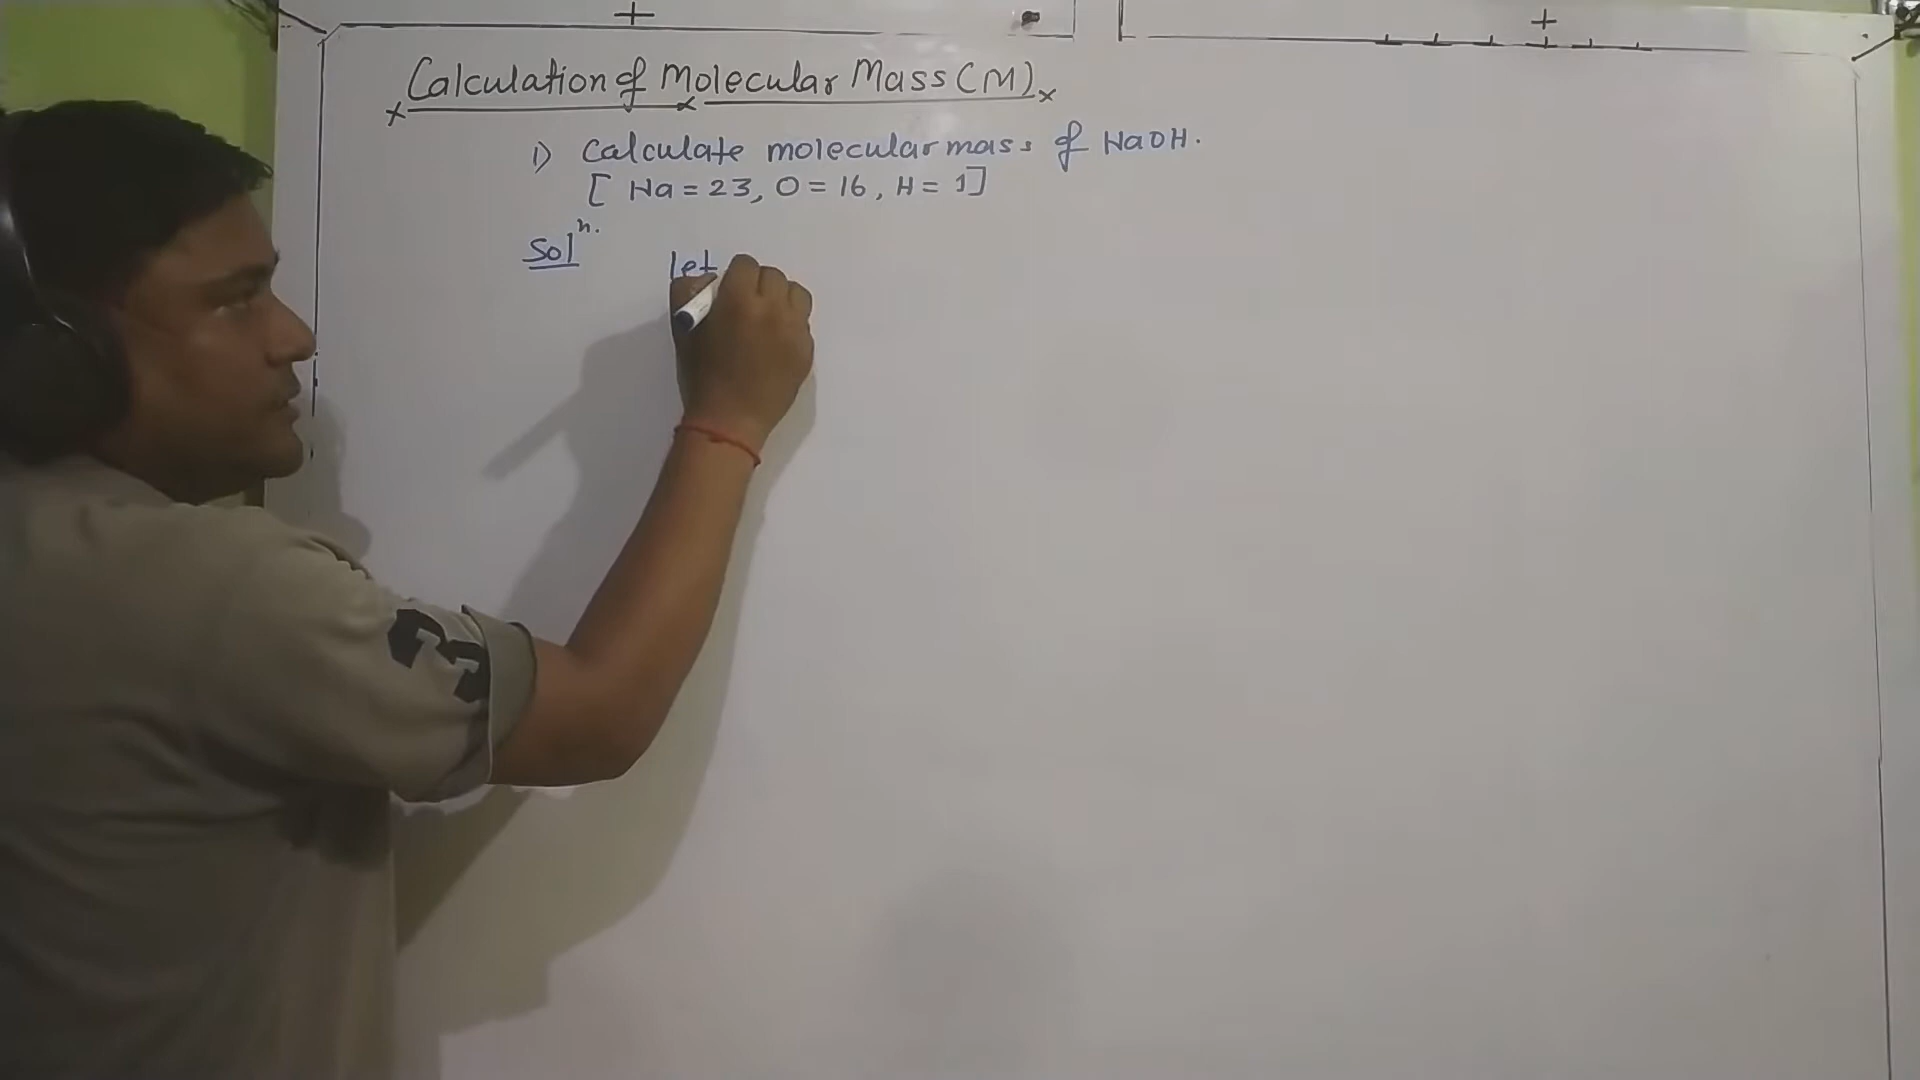 Calculation of Molecular Mass (M)
1) Calculate molecular mass of NaOH.
[ Na = 23, O = 16, H = 1]
Solⁿ.
let